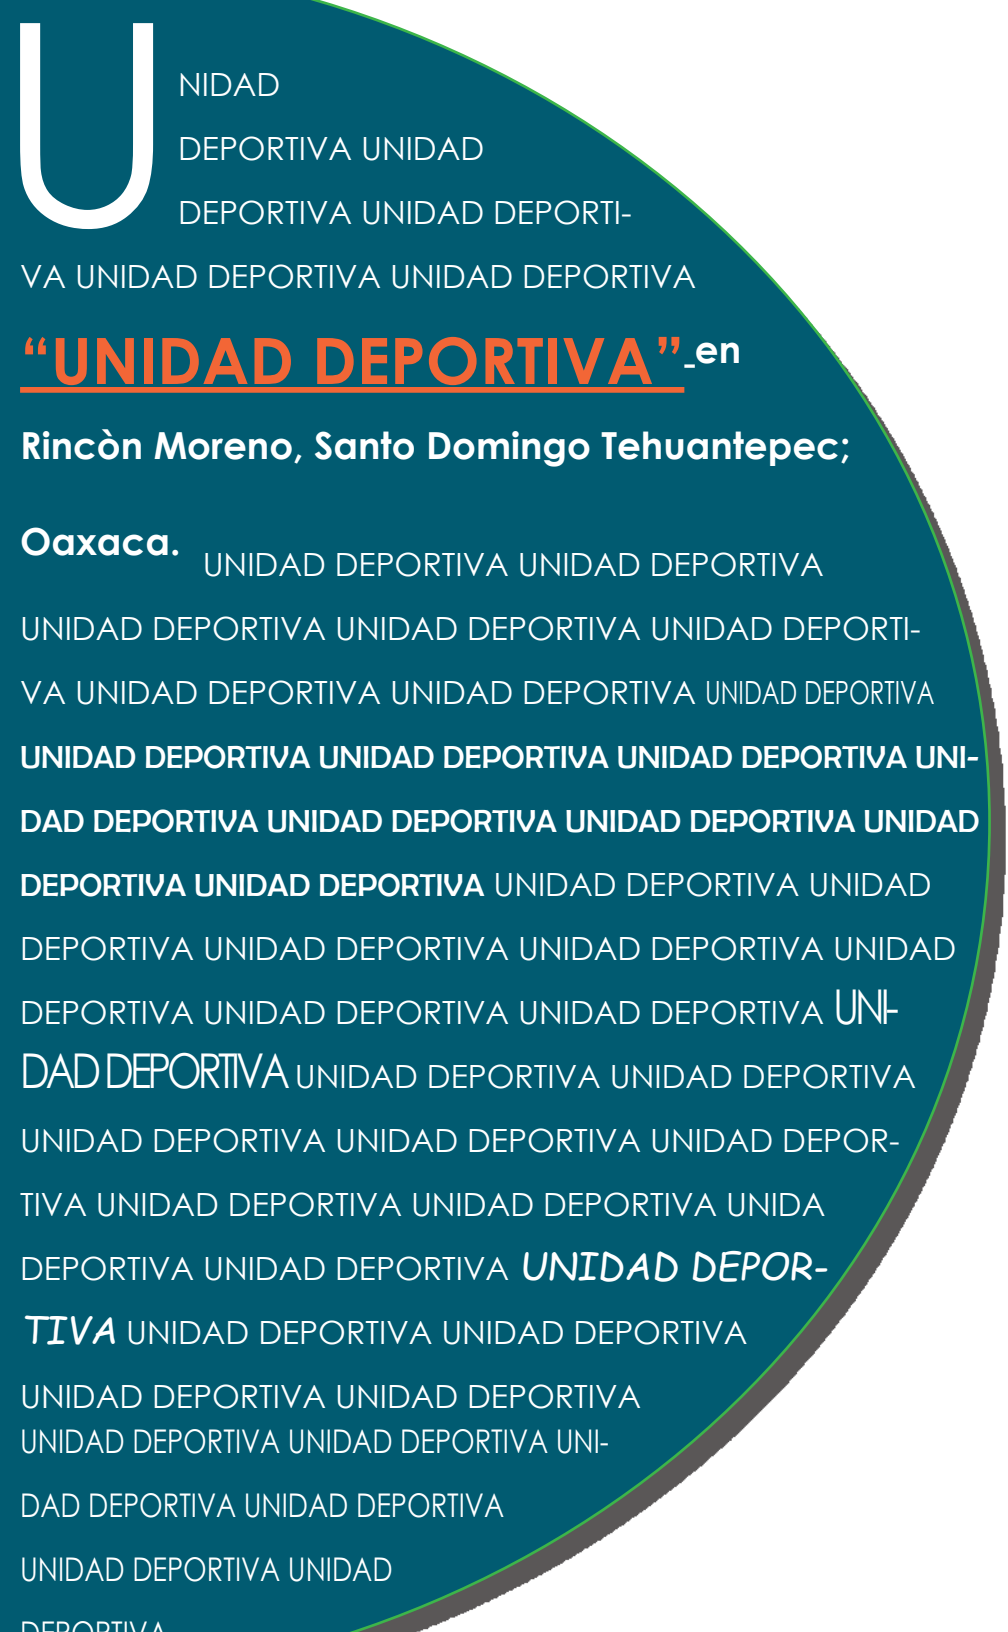 UNIDAD
DEPORTIVA UNIDAD
DEPORTIVA UNIDAD DEPORTI-
VA UNIDAD DEPORTIVA UNIDAD DEPORTIVA
“UNIDAD DEPORTIVA” en
Rincòn Moreno, Santo Domingo Tehuantepec;
Oaxaca. UNIDAD DEPORTIVA UNIDAD DEPORTIVA
UNIDAD DEPORTIVA UNIDAD DEPORTIVA UNIDAD DEPORTI-
VA UNIDAD DEPORTIVA UNIDAD DEPORTIVA UNIDAD DEPORTIVA
UNIDAD DEPORTIVA UNIDAD DEPORTIVA UNIDAD DEPORTIVA UNI-
DAD DEPORTIVA UNIDAD DEPORTIVA UNIDAD DEPORTIVA UNIDAD
DEPORTIVA UNIDAD DEPORTIVA UNIDAD DEPORTIVA UNIDAD
DEPORTIVA UNIDAD DEPORTIVA UNIDAD DEPORTIVA UNIDAD
DEPORTIVA UNIDAD DEPORTIVA UNIDAD DEPORTIVA UNI-
DAD DEPORTIVA UNIDAD DEPORTIVA UNIDAD DEPORTIVA
UNIDAD DEPORTIVA UNIDAD DEPORTIVA UNIDAD DEPOR-
TIVA UNIDAD DEPORTIVA UNIDAD DEPORTIVA UNIDA
DEPORTIVA UNIDAD DEPORTIVA UNIDAD DEPOR-
TIVA UNIDAD DEPORTIVA UNIDAD DEPORTIVA
UNIDAD DEPORTIVA UNIDAD DEPORTIVA
UNIDAD DEPORTIVA UNIDAD DEPORTIVA UNI-
DAD DEPORTIVA UNIDAD DEPORTIVA
UNIDAD DEPORTIVA UNIDAD
DEPORTIVA